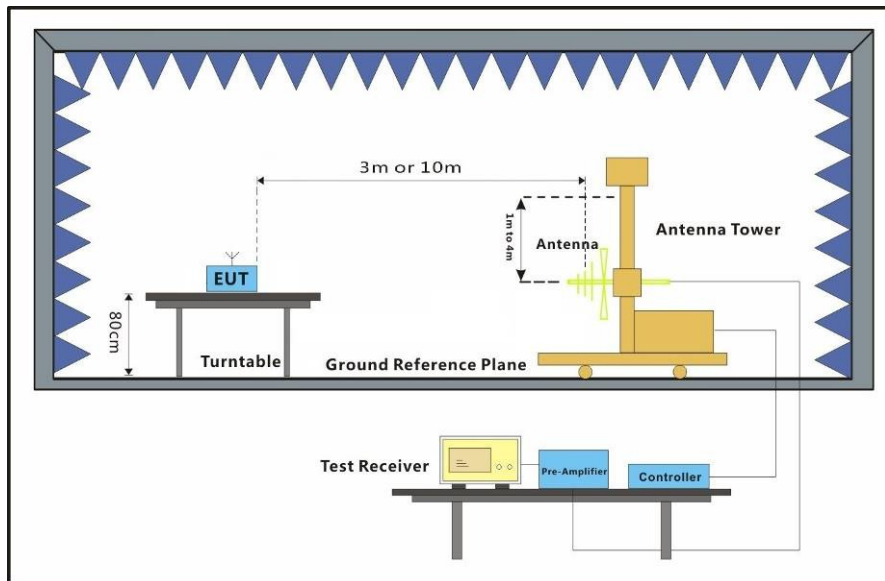 3m or 10m
1m to 4m
Antenna
Antenna Tower
EUT
80cm
Turntable
Ground Reference Plane
Test Receiver
Pre-Amplifier
Controller